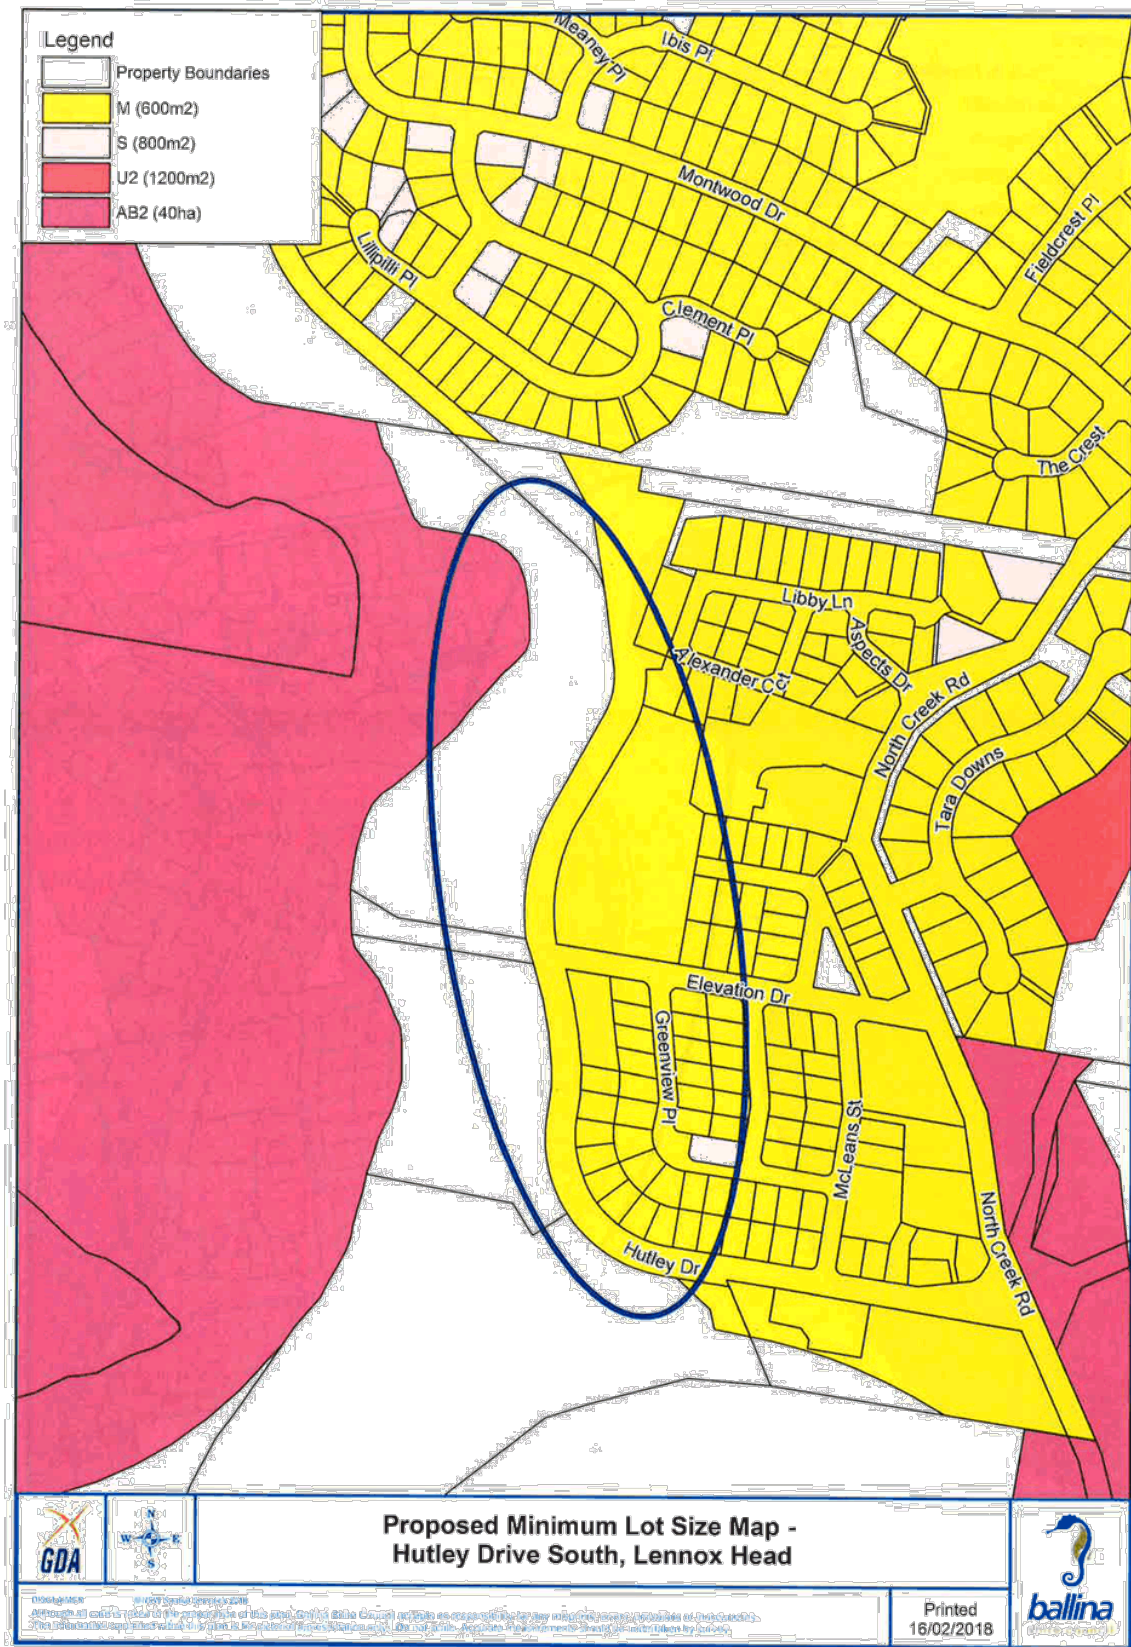 Legend
Property Boundaries
M (600m2)
S (800m2)
U2 (1200m2)
AB2 (40ha)
Meaney Pl
Ibis Pl
Montwood Dr
Fieldcrest Pl
Lillipilli Pl
Clement Pl
The Crest
Libby Ln
Aspects Dr
Alexander Ct
North Creek Rd
Tara Downs
Elevation Dr
Greenview Pl
McLeans St
Hutley Dr
North Creek Rd
GDA
N
W E
S
Proposed Minimum Lot Size Map -
Hutley Drive South, Lennox Head
Printed
16/02/2018
ballina